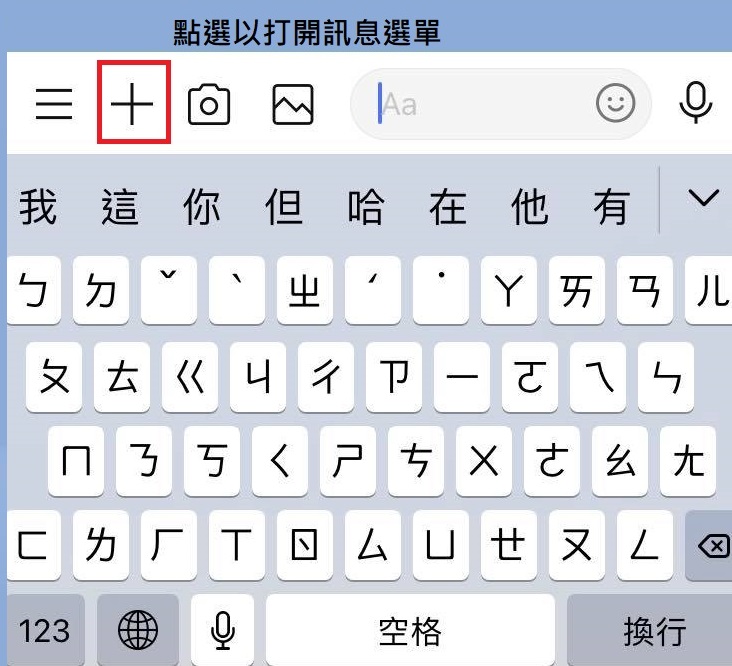 點選以打開訊息選單
Aa
我 這 你 但 哈 在 他 有
ㄅ ㄉ ˇ ˋ ㄓ ˊ ˙ ㄚ ㄞ ㄢ ㄦ
ㄆ ㄊ ㄍ ㄐ ㄔ ㄗ ㄧ ㄛ ㄟ ㄣ
ㄇ ㄋ ㄎ ㄑ ㄕ ㄘ ㄨ ㄜ ㄠ ㄤ
ㄈ ㄌ ㄏ ㄒ ㄖ ㄙ ㄩ ㄝ ㄡ ㄥ
123 空格 換行